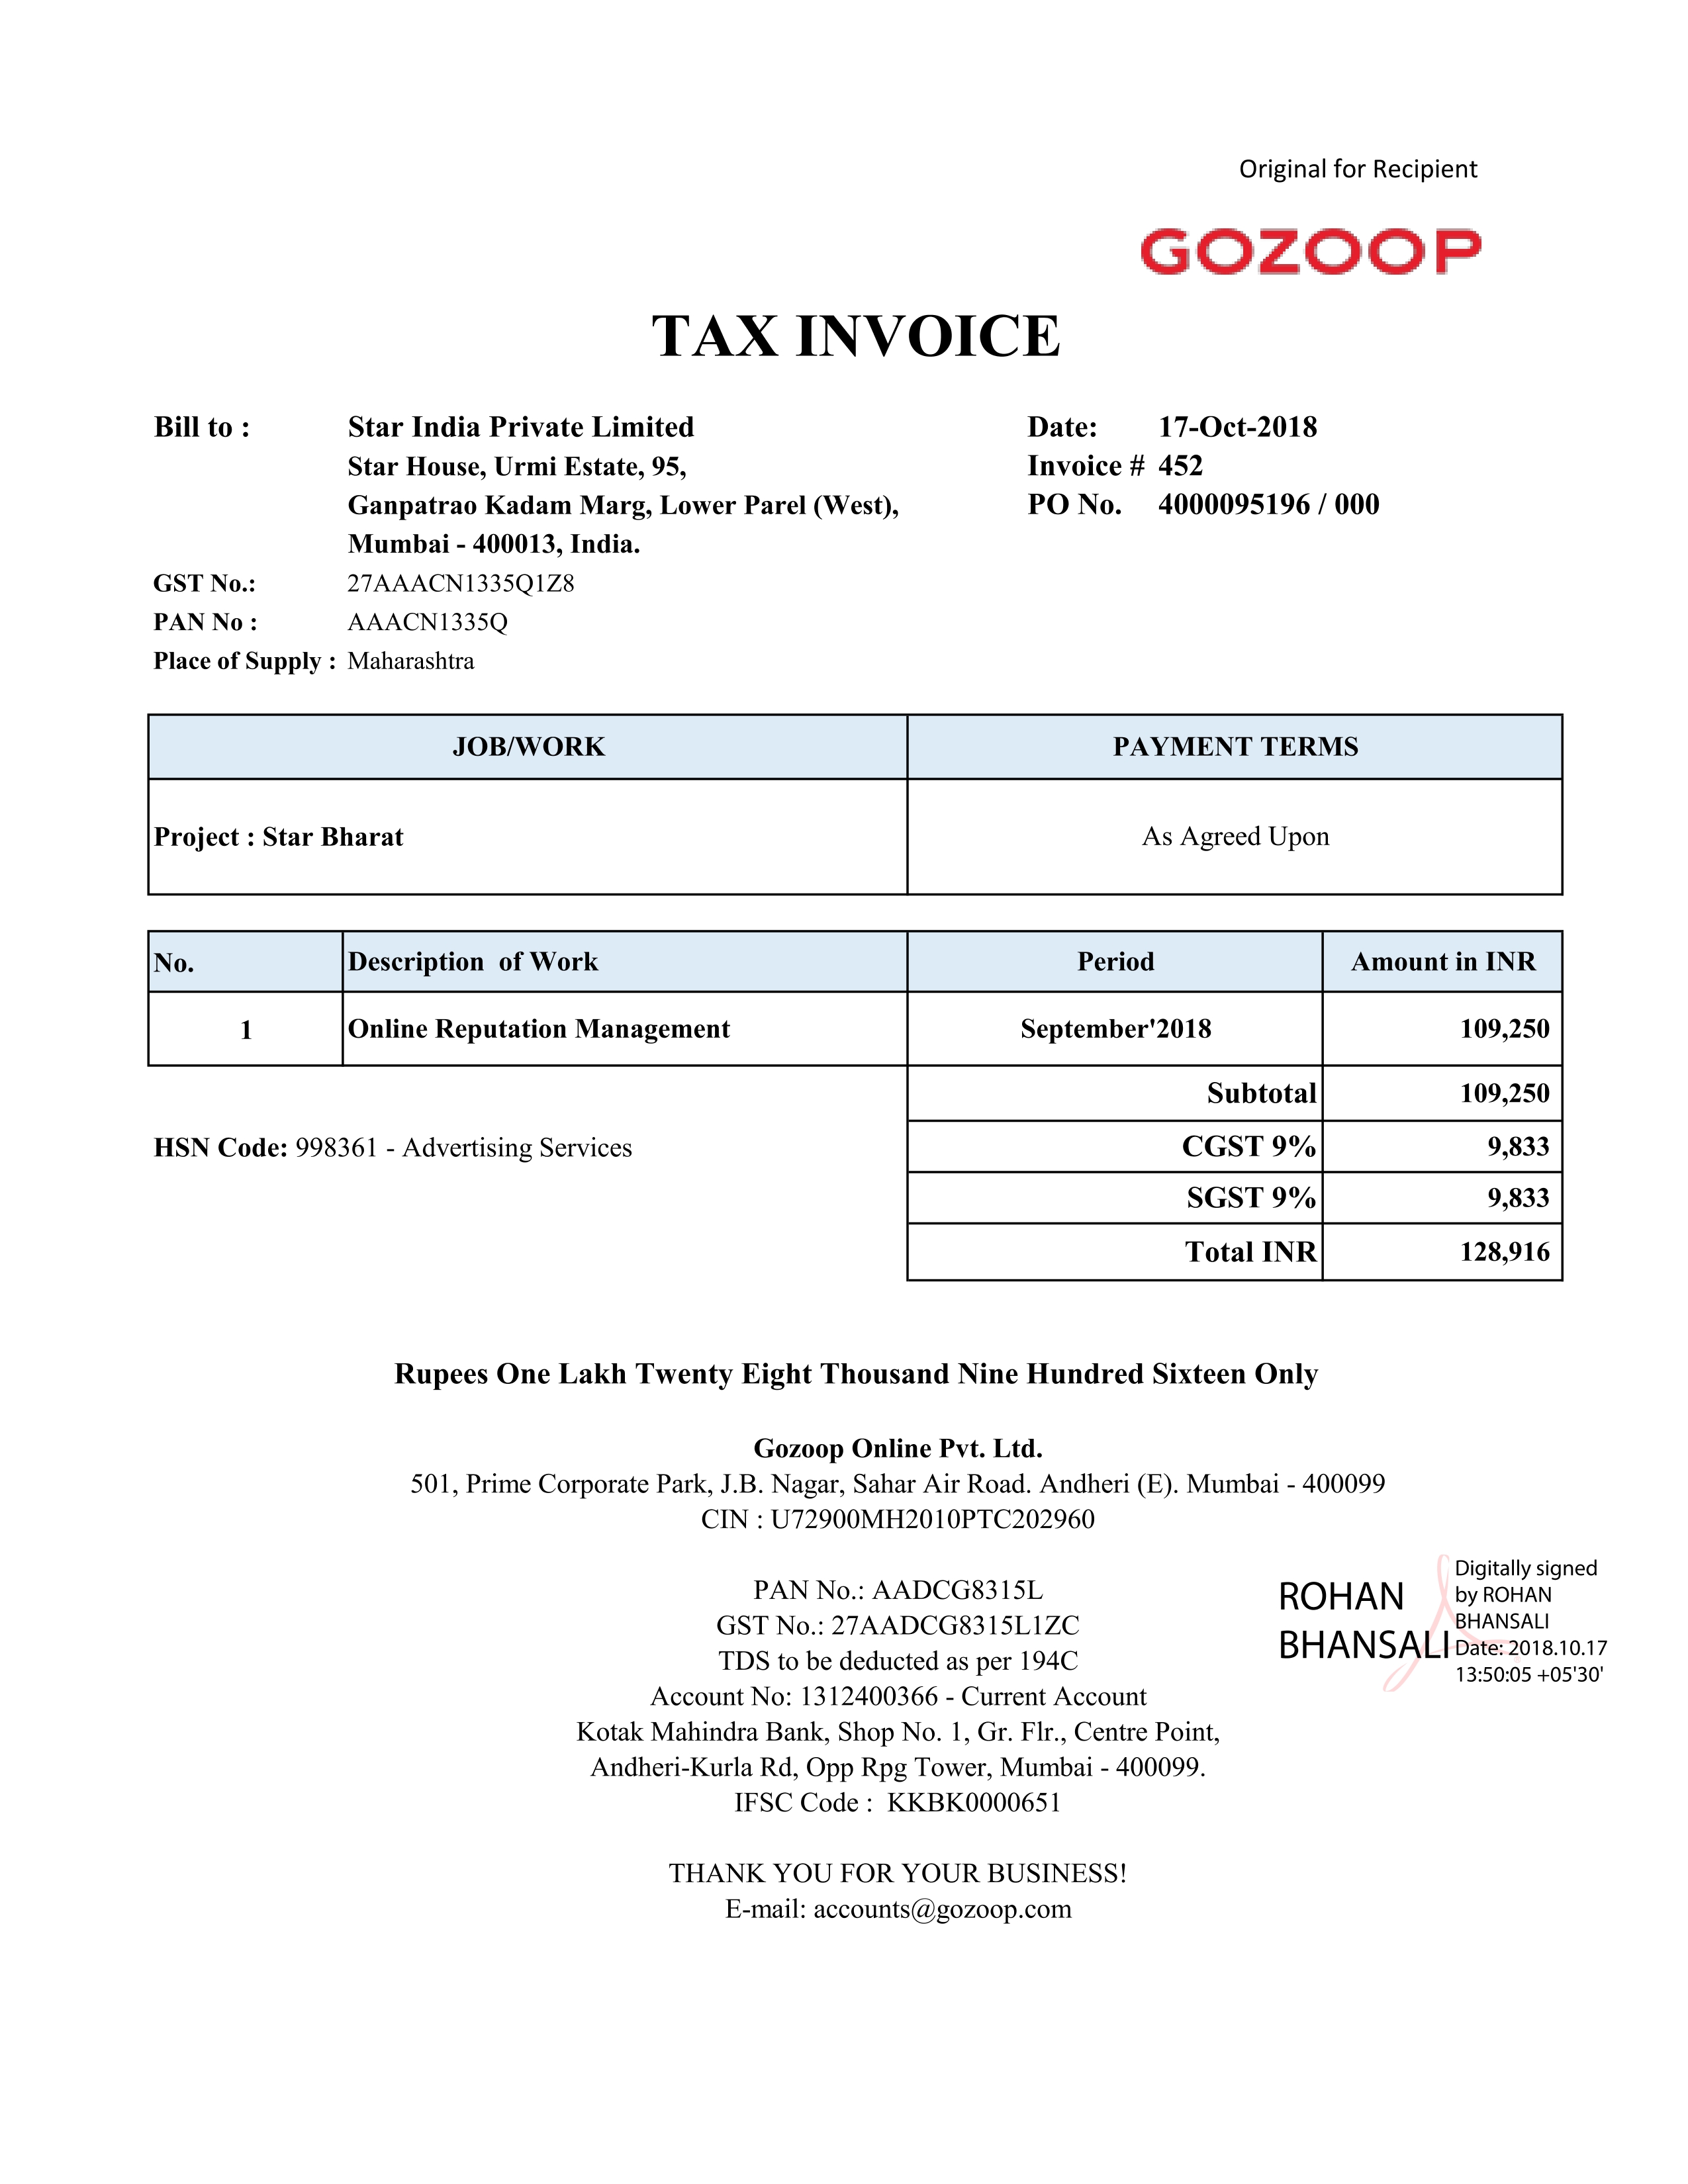 Original for Recipient
GOZOOP
TAX INVOICE
Bill to : Star India Private Limited Date: 17-Oct-2018
Star House, Urmi Estate, 95, Invoice # 452
Ganpatrao Kadam Marg, Lower Parel (West), PO No. 4000095196 / 000
Mumbai - 400013, India.
GST No.: 27AAACN1335Q1Z8
PAN No : AAACN1335Q
Place of Supply : Maharashtra
JOB/WORK PAYMENT TERMS
Project : Star Bharat As Agreed Upon
No. Description of Work Period Amount in INR
1 Online Reputation Management September'2018 109,250
Subtotal 109,250
HSN Code: 998361 - Advertising Services CGST 9% 9,833
SGST 9% 9,833
Total INR 128,916
Rupees One Lakh Twenty Eight Thousand Nine Hundred Sixteen Only
Gozoop Online Pvt. Ltd.
501, Prime Corporate Park, J.B. Nagar, Sahar Air Road. Andheri (E). Mumbai - 400099
CIN : U72900MH2010PTC202960
PAN No.: AADCG8315L
GST No.: 27AADCG8315L1ZC
TDS to be deducted as per 194C
Account No: 1312400366 - Current Account
Kotak Mahindra Bank, Shop No. 1, Gr. Flr., Centre Point,
Andheri-Kurla Rd, Opp Rpg Tower, Mumbai - 400099.
IFSC Code : KKBK0000651
ROHAN
BHANSALI
Digitally signed
by ROHAN
BHANSALI
Date: 2018.10.17
13:50:05 +05'30'
THANK YOU FOR YOUR BUSINESS!
E-mail: accounts@gozoop.com